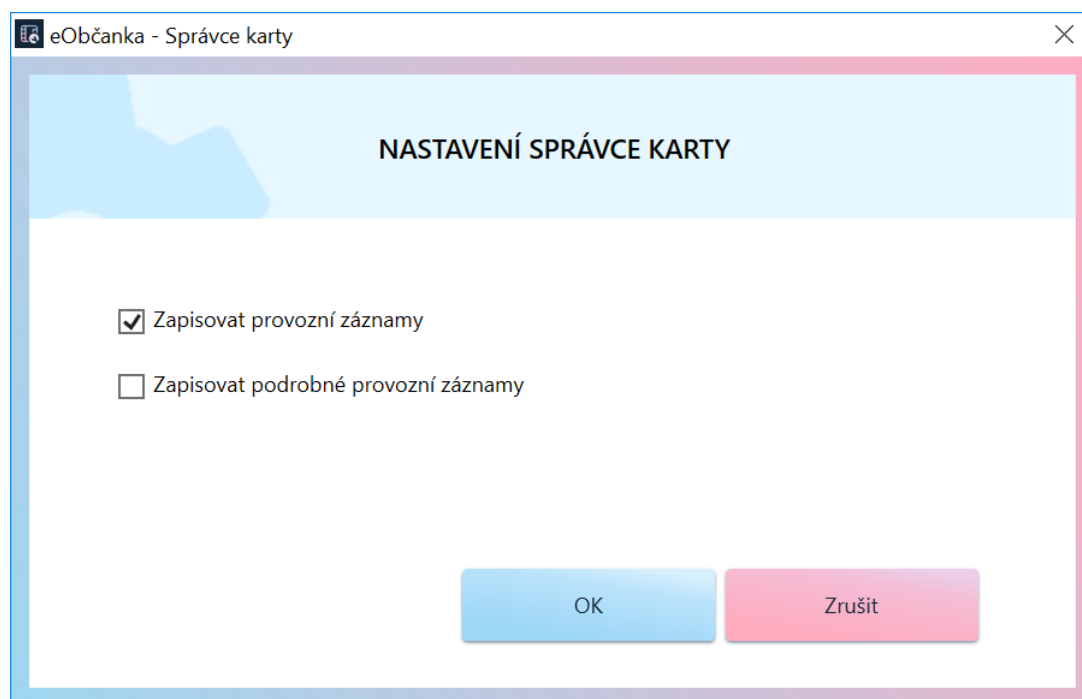 eObčanka - Správce karty
NASTAVENÍ SPRÁVCE KARTY
Zapisovat provozní záznamy
Zapisovat podrobné provozní záznamy
OK
Zrušit